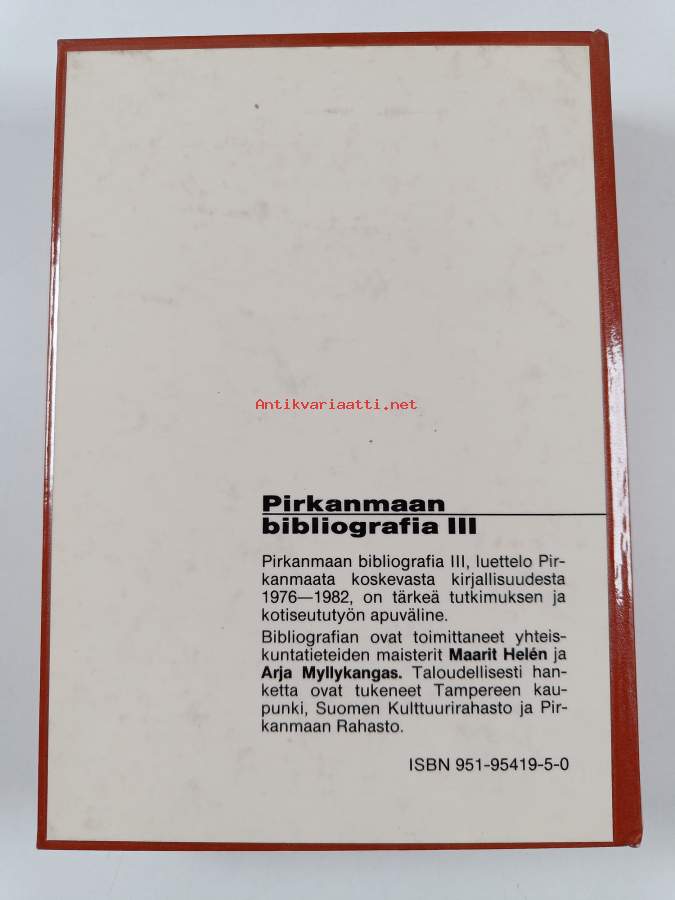 Antikvariaatti.net
Pirkanmaan
bibliografia III
Pirkanmaan bibliografia III, luettelo Pir-
kanmaata koskevasta kirjallisuudesta
1976—1982, on tärkeä tutkimuksen ja
kotiseututyön apuväline.
Bibliografian ovat toimittaneet yhteis-
kuntatieteiden maisterit Maarit Helén ja
Arja Myllykangas. Taloudellisesti han-
ketta ovat tukeneet Tampereen kau-
punki, Suomen Kulttuurirahasto ja Pir-
kanmaan Rahasto.
ISBN 951-95419-5-0